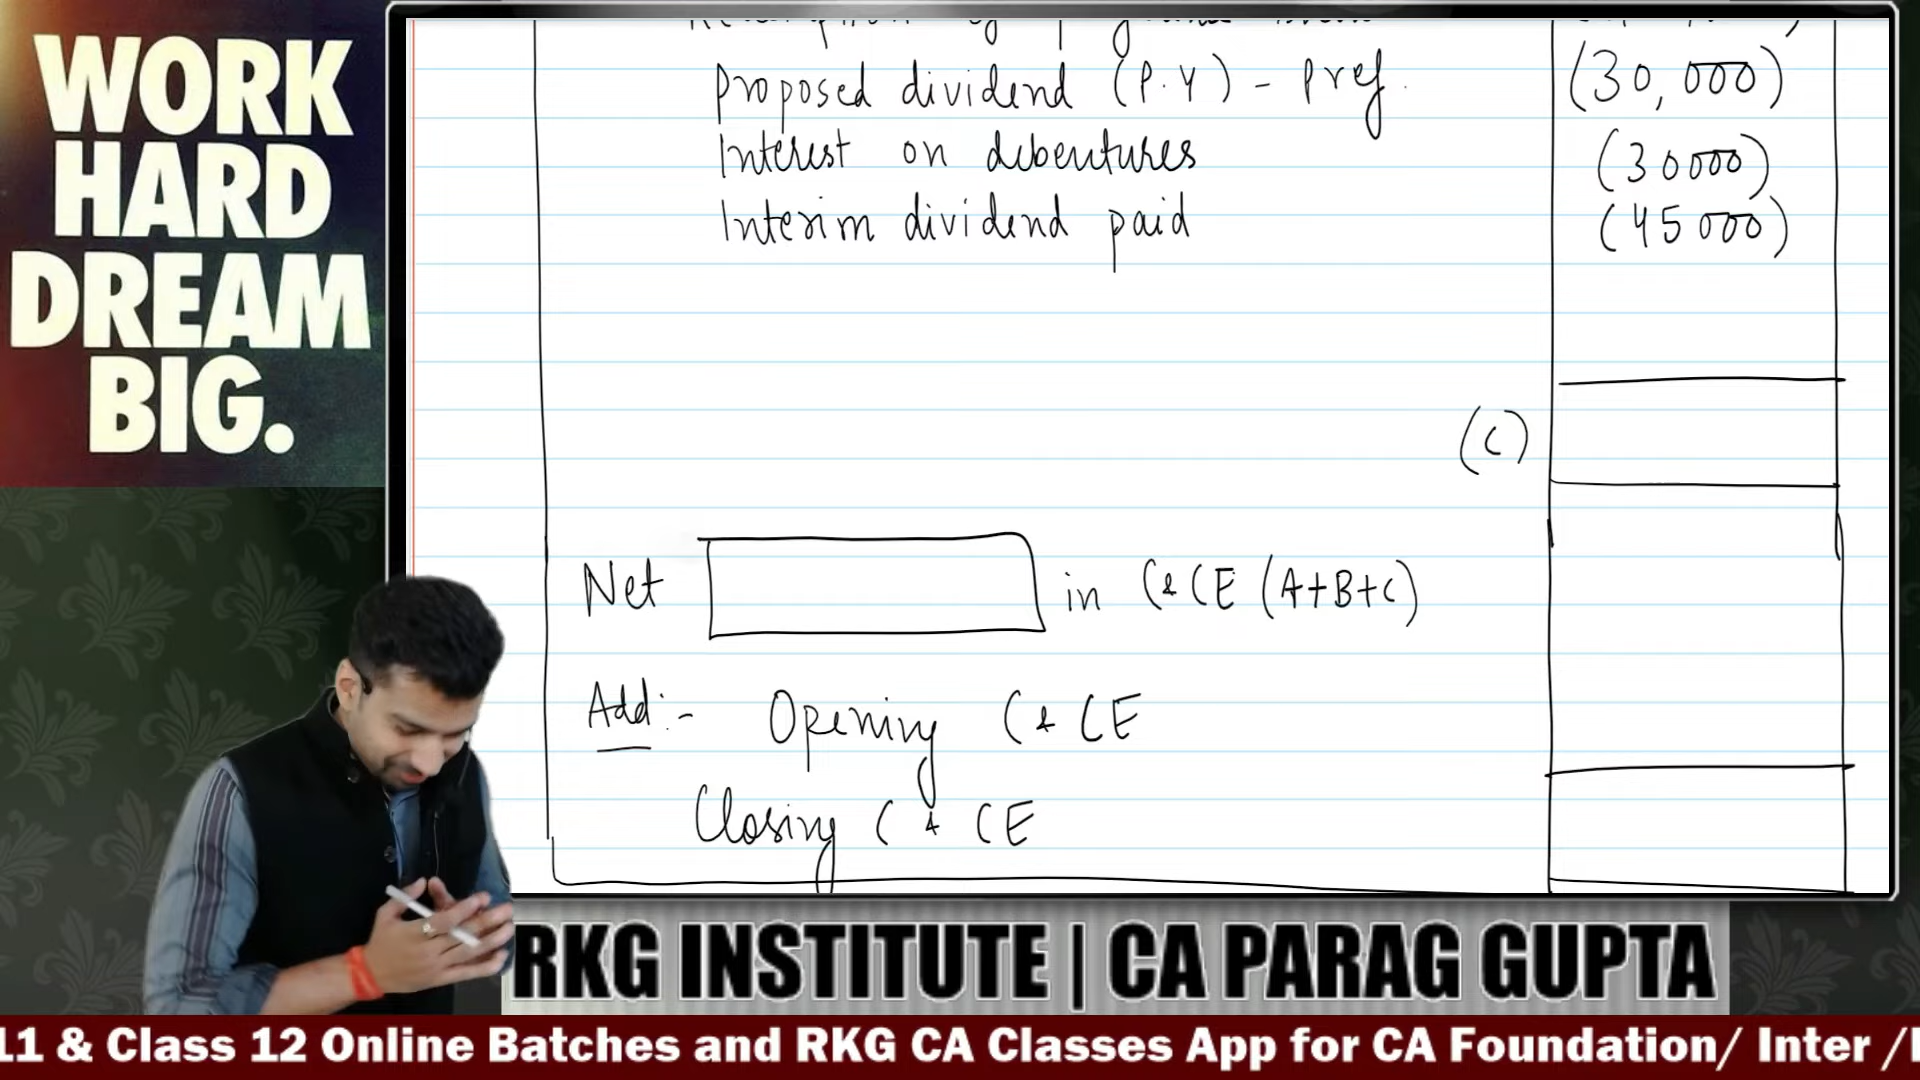 WORK
HARD
DREAM
BIG.
Proposed dividend (P.Y) - Pref. (30,000)
Interest on debentures (30000)
Interim dividend paid (45000)
(C)
Net in C & CE (A+B+C)
Add :- Opening C & CE
Closing C & CE
RKG INSTITUTE | CA PARAG GUPTA
11 & Class 12 Online Batches and RKG CA Classes App for CA Foundation/ Inter /